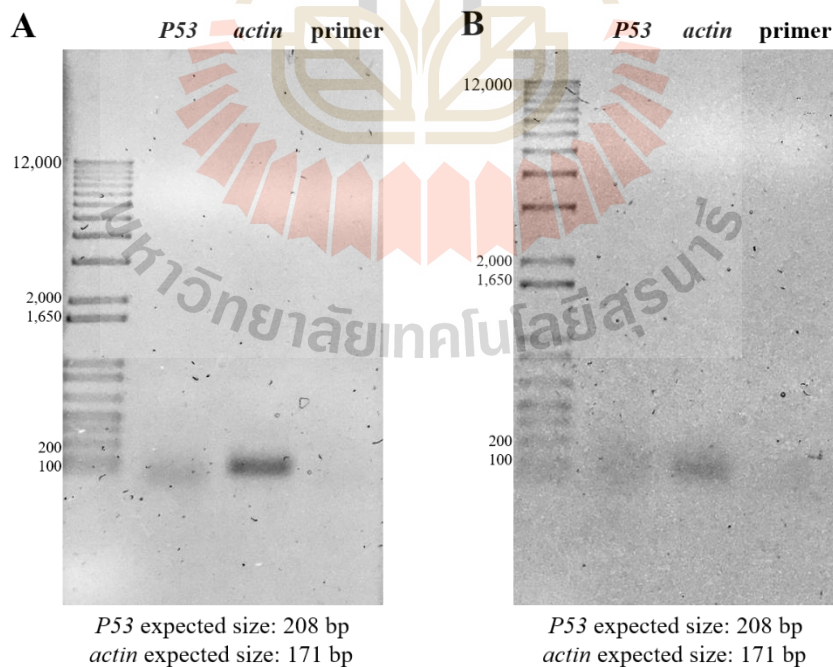 A
P53 actin primer
12,000
2,000
1,650
200
100
P53 expected size: 208 bp
actin expected size: 171 bp
B
P53 actin primer
12,000
2,000
1,650
200
100
P53 expected size: 208 bp
actin expected size: 171 bp
มหาวิทยาลัยเทคโนโลยีสุรนารี